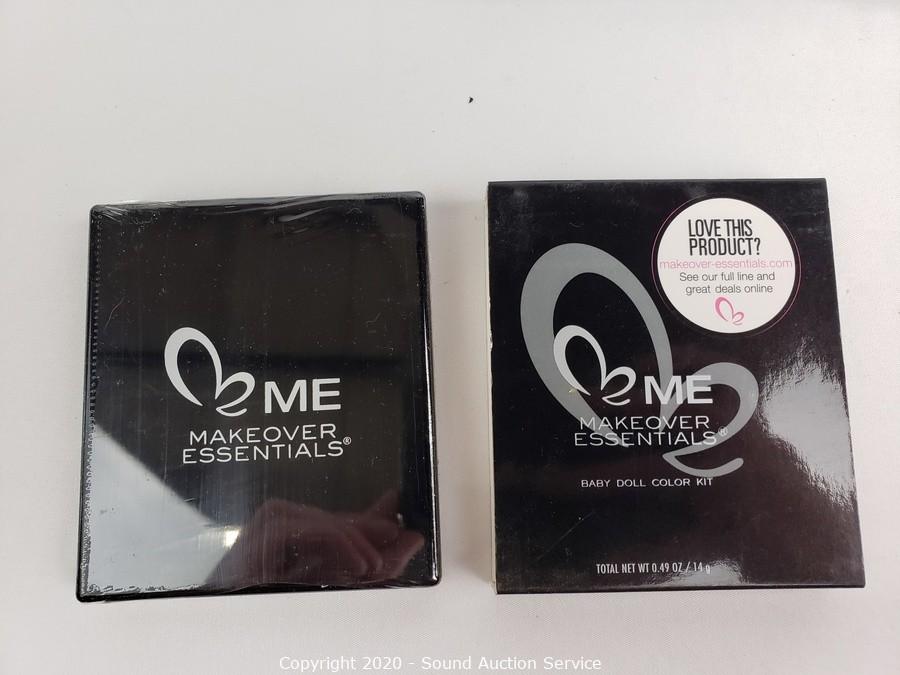 ME
MAKEOVER
ESSENTIALS®
LOVE THIS
PRODUCT?
makeover-essentials.com
See our full line and
great deals online
ME
MAKEOVER
ESSENTIALS®
BABY DOLL COLOR KIT
TOTAL NET WT 0.49 OZ / 14 g
Copyright 2020 - Sound Auction Service